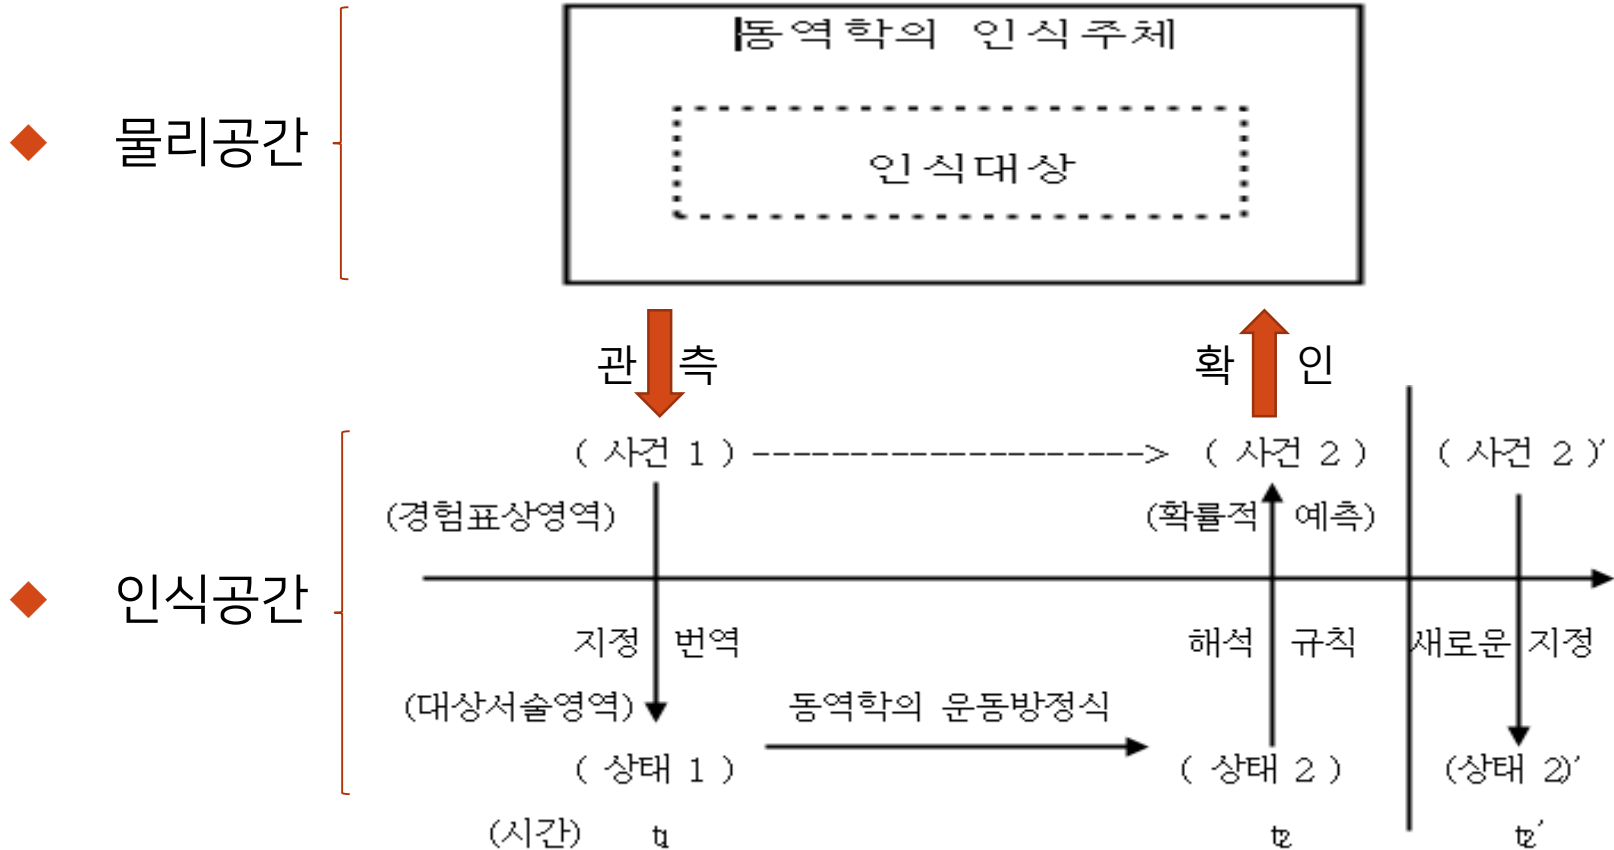 동역학의 인식주체
물리공간
인식대상
관 측 확 인
( 사건 1 ) -------------------> ( 사건 2 ) ( 사건 2 )′
(경험표상영역) (확률적 예측)
인식공간
지정 번역 해석 규칙 새로운 지정
(대상서술영역) 동역학의 운동방정식
( 상태 1 ) ( 상태 2 ) (상태 2)′
(시간) t1 t2 t2′